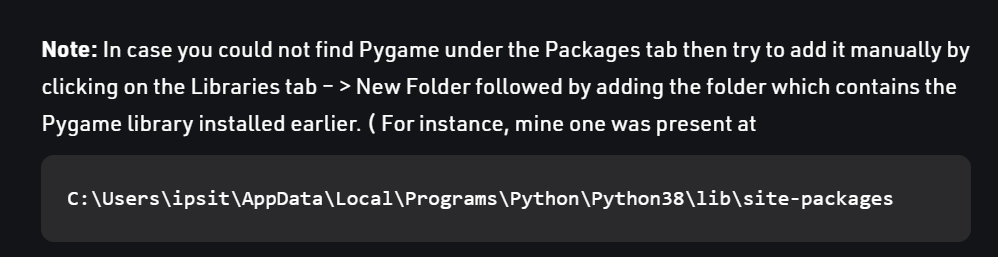 Note: In case you could not find Pygame under the Packages tab then try to add it manually by
clicking on the Libraries tab – > New Folder followed by adding the folder which contains the
Pygame library installed earlier. ( For instance, mine one was present at
C:\Users\ipsit\AppData\Local\Programs\Python\Python38\lib\site-packages